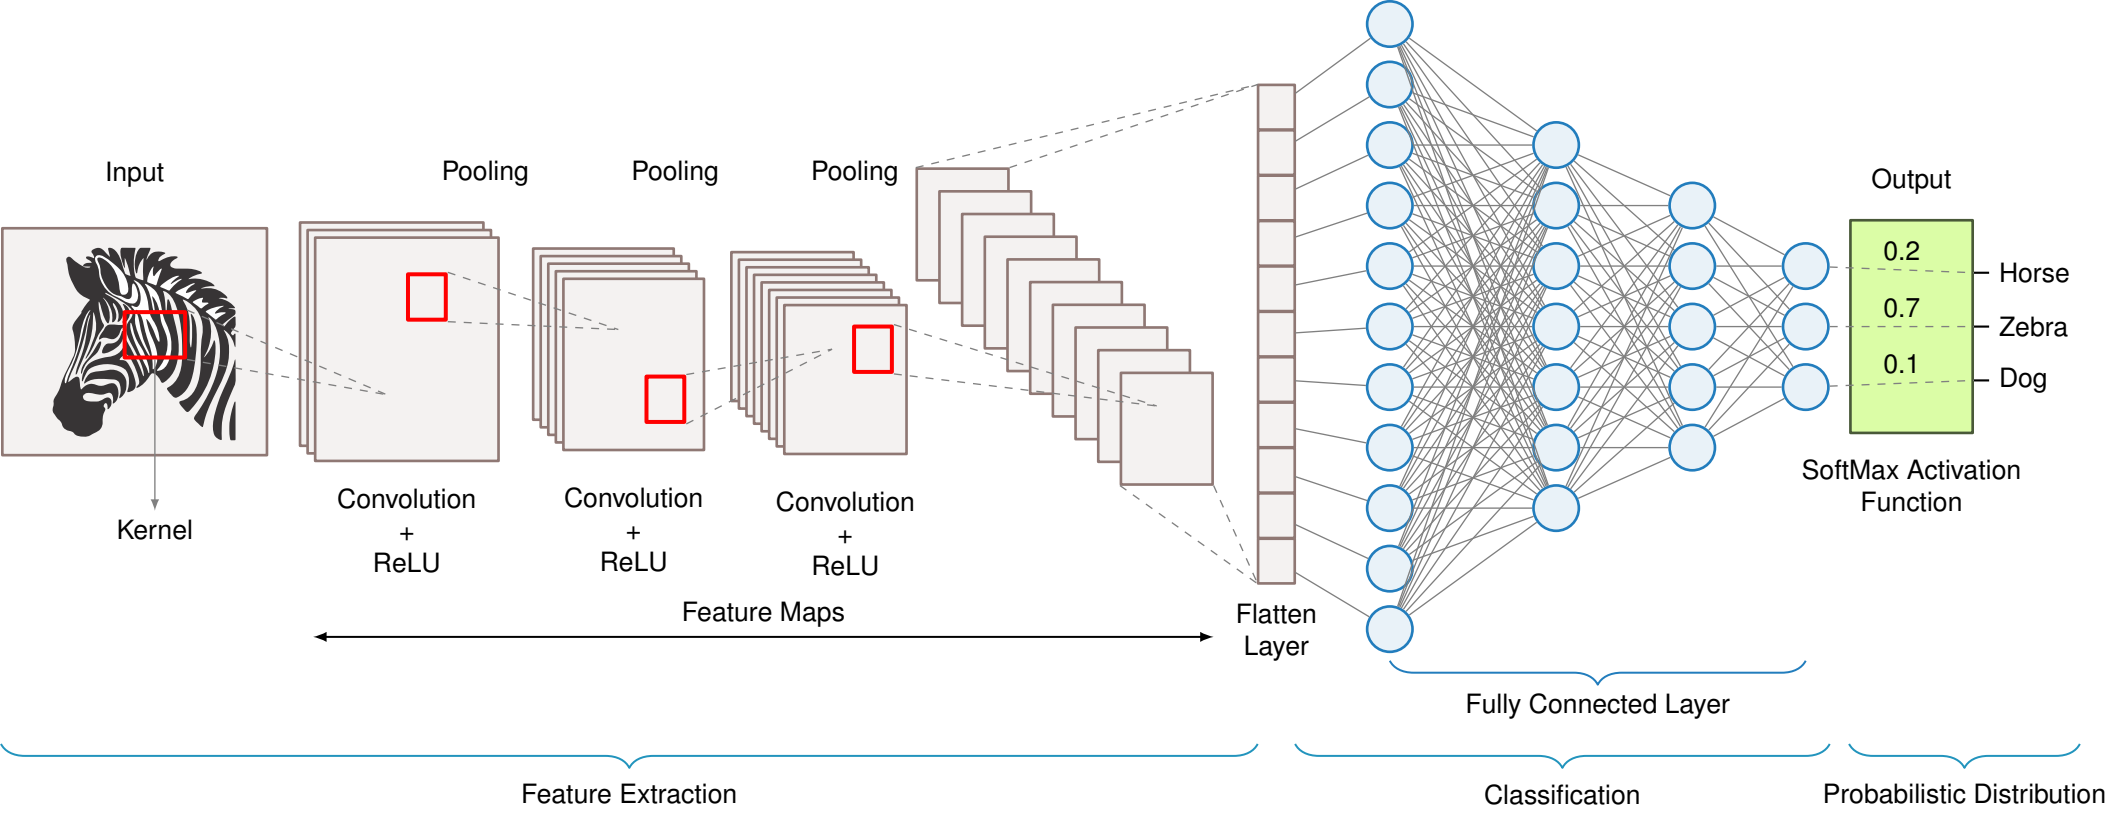 Input
Pooling
Pooling
Pooling
Output
0.2
Horse
0.7
Zebra
0.1
Dog
SoftMax Activation
Function
Kernel
Convolution
+
ReLU
Convolution
+
ReLU
Convolution
+
ReLU
Feature Maps
Flatten
Layer
Fully Connected Layer
Feature Extraction
Classification
Probabilistic Distribution